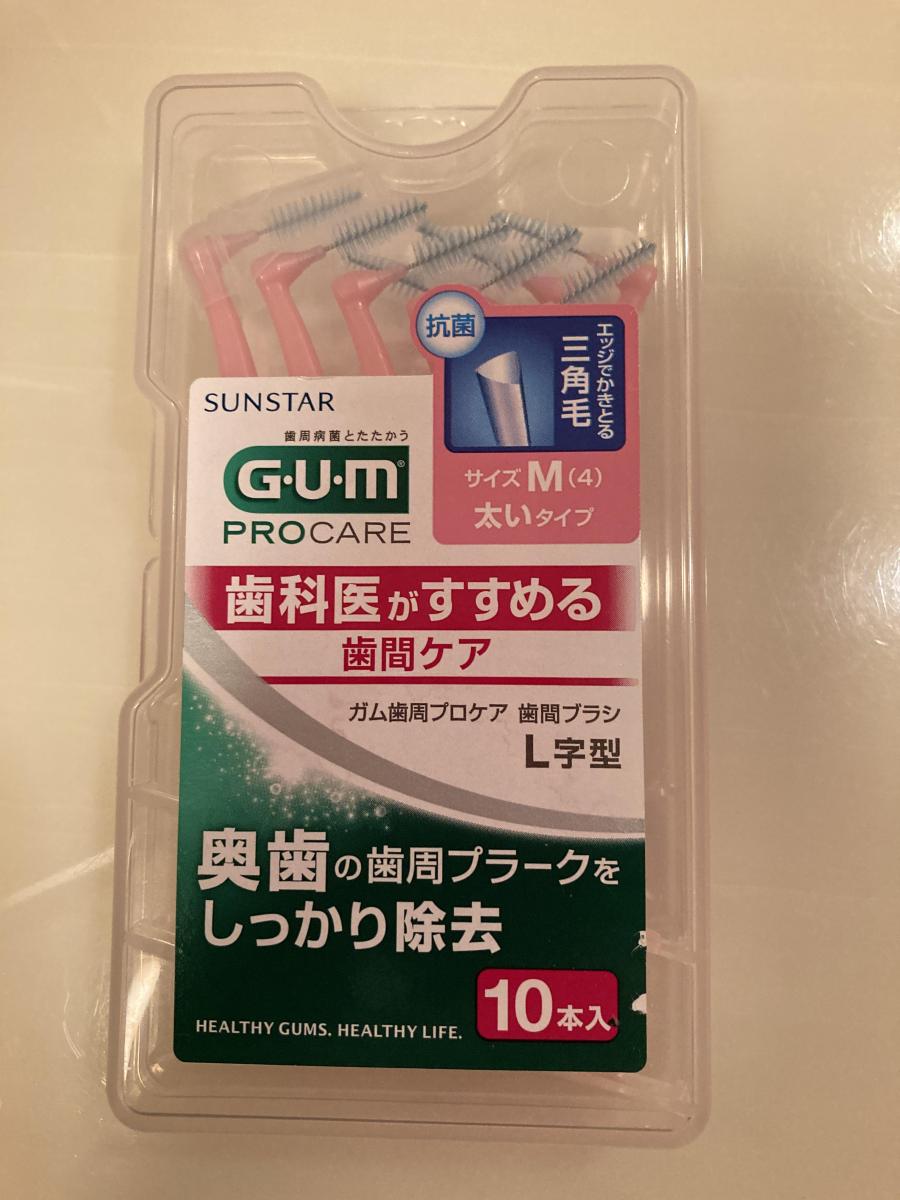 抗菌
エッジでかきとる
三角毛
サイズM(4)
太いタイプ
SUNSTAR
歯周病菌とたたかう
G・U・M®
PROCARE
歯科医がすすめる
歯間ケア
ガム歯周プロケア 歯間ブラシ
L字型
奥歯の歯周プラークを
しっかり除去
10本入
HEALTHY GUMS. HEALTHY LIFE.